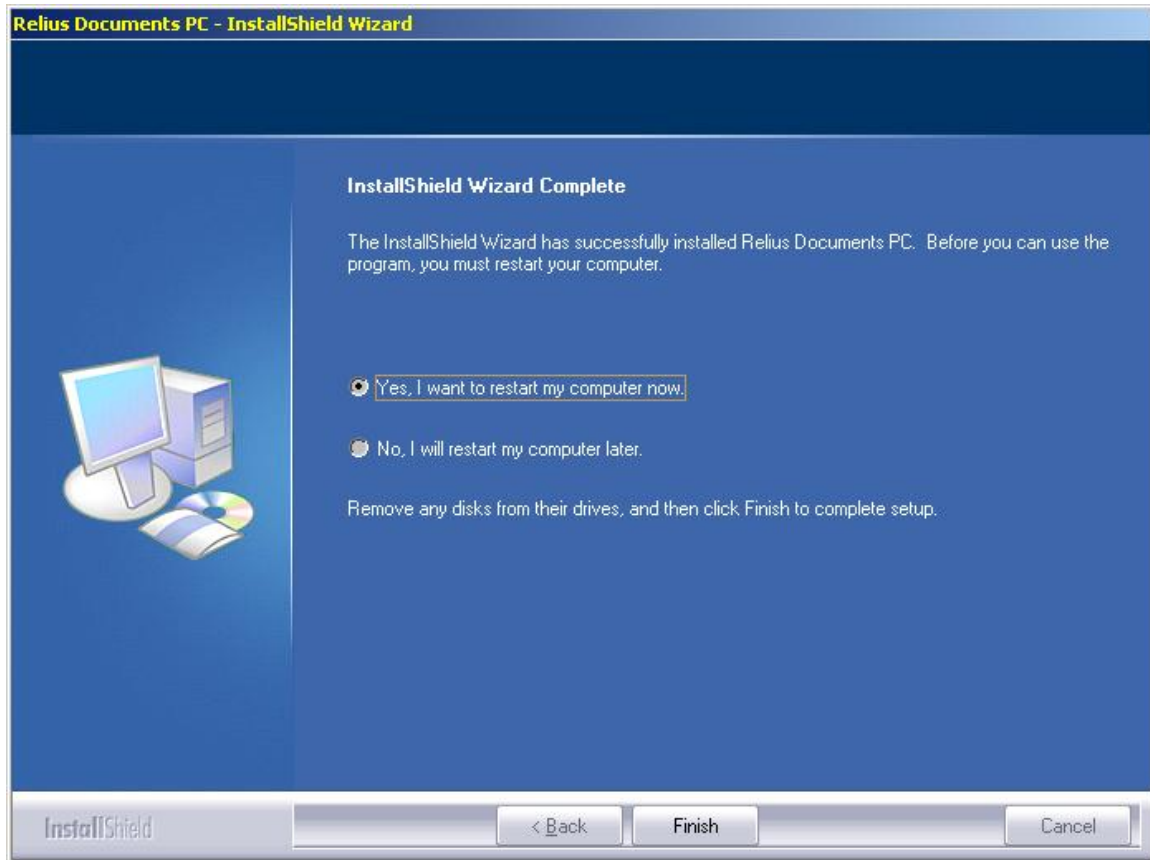 Relius Documents PC - InstallShield Wizard
InstallShield Wizard Complete
The InstallShield Wizard has successfully installed Relius Documents PC. Before you can use the
program, you must restart your computer.
Yes, I want to restart my computer now.
No, I will restart my computer later.
Remove any disks from their drives, and then click Finish to complete setup.
InstallShield
< Back
Finish
Cancel